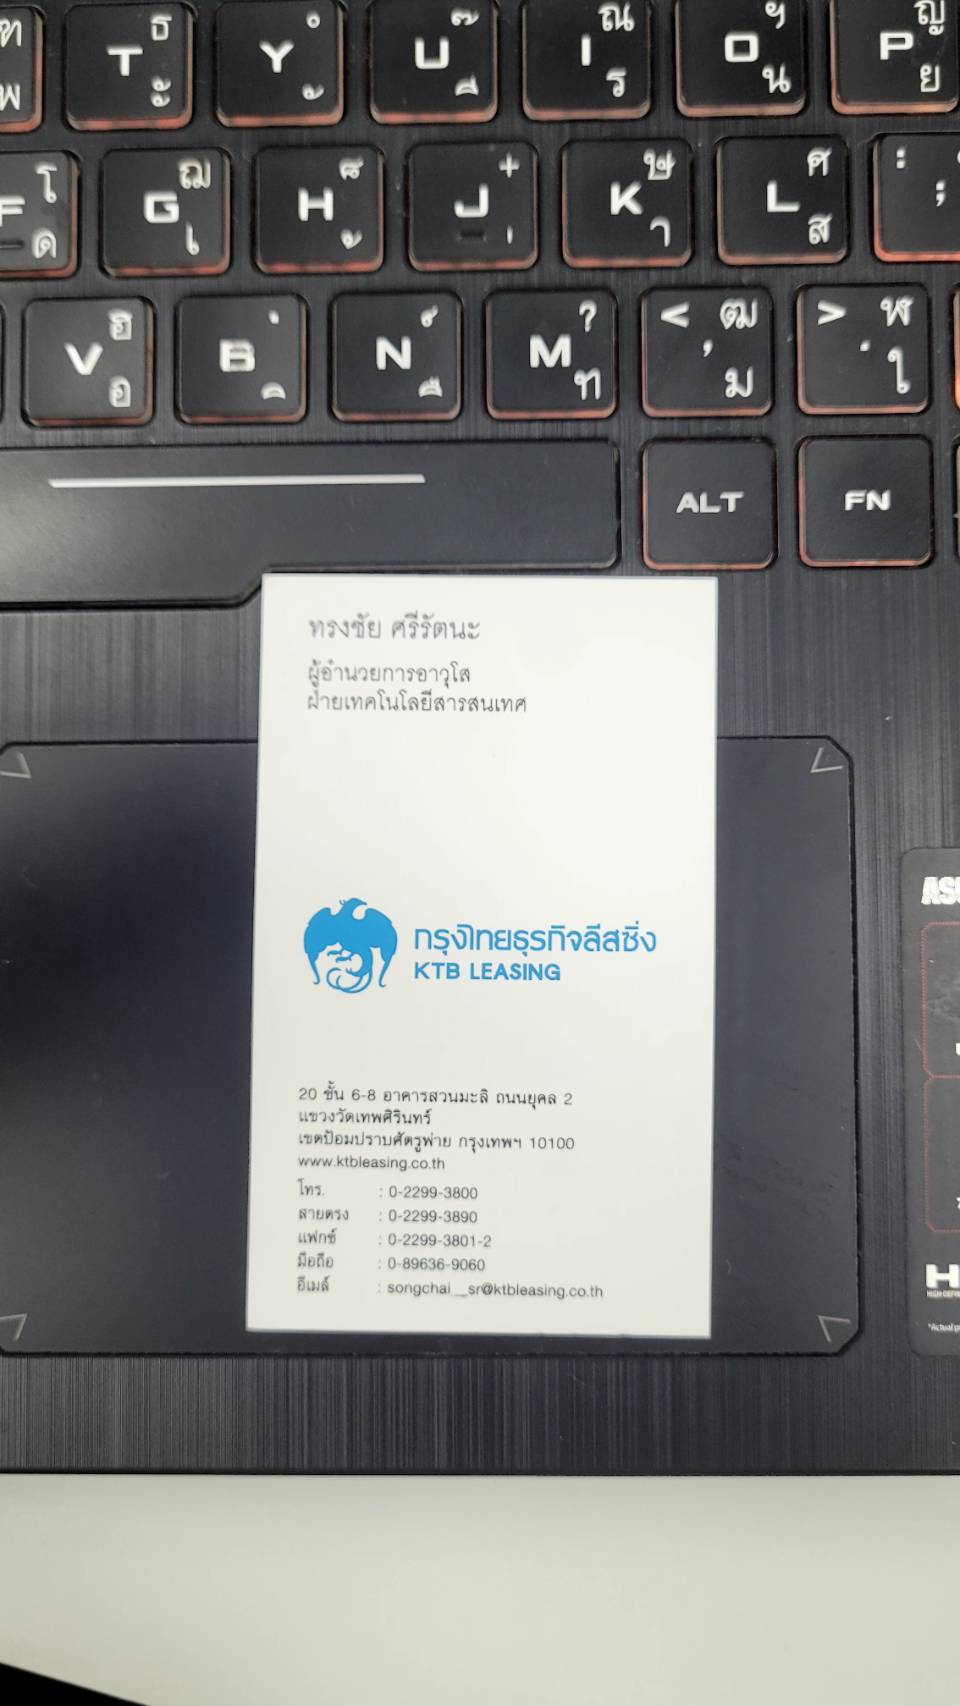 ฑ
พ
T ธ ะ
Y ํ ั
U ๊ ี
I ณ ร
O ฯ น
P ญ ย
F โ ด
G ฌ เ
H ็ ้
J ๋ ่
K ษ า
L ศ ส
: ;
V ฮ อ
B ฺ ิ
N ์ ื
M ? ท
< ฒ , ม
> ฬ . ใ
ALT
FN
ทรงชัย ศรีรัตนะ
ผู้อำนวยการอาวุโส
ฝ่ายเทคโนโลยีสารสนเทศ
กรุงไทยธุรกิจลีสซิ่ง
KTB LEASING
20 ชั้น 6-8 อาคารสวนมะลิ ถนนยุคล 2
แขวงวัดเทพศิรินทร์
เขตป้อมปราบศัตรูพ่าย กรุงเทพฯ 10100
www.ktbleasing.co.th
โทร. : 0-2299-3800
สายตรง : 0-2299-3890
แฟกซ์ : 0-2299-3801-2
มือถือ : 0-89636-9060
อีเมล์ : songchai_sr@ktbleasing.co.th